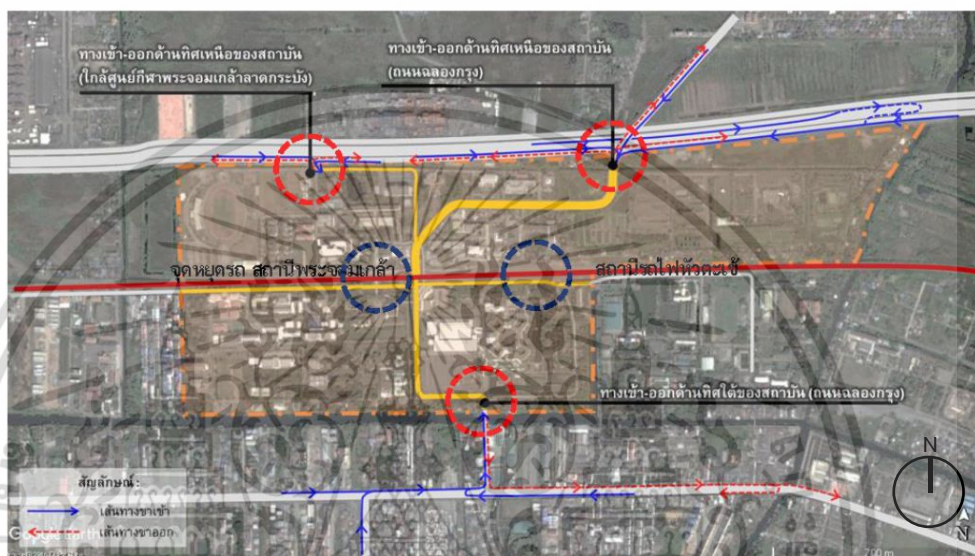 ทางเข้า-ออกด้านทิศเหนือของสถาบัน
(ใกล้ศูนย์กีฬาพระจอมเกล้าลาดกระบัง)
ทางเข้า-ออกด้านทิศเหนือของสถาบัน
(ถนนฉลองกรุง)
จุดหยุดรถ สถานีพระจอมเกล้า
สถานีรถไฟหัวตะเข้
ทางเข้า-ออกด้านทิศใต้ของสถาบัน (ถนนฉลองกรุง)
N
สัญลักษณ์ :
เส้นทางขาเข้า
เส้นทางขาออก
Google Earth
N
700 m